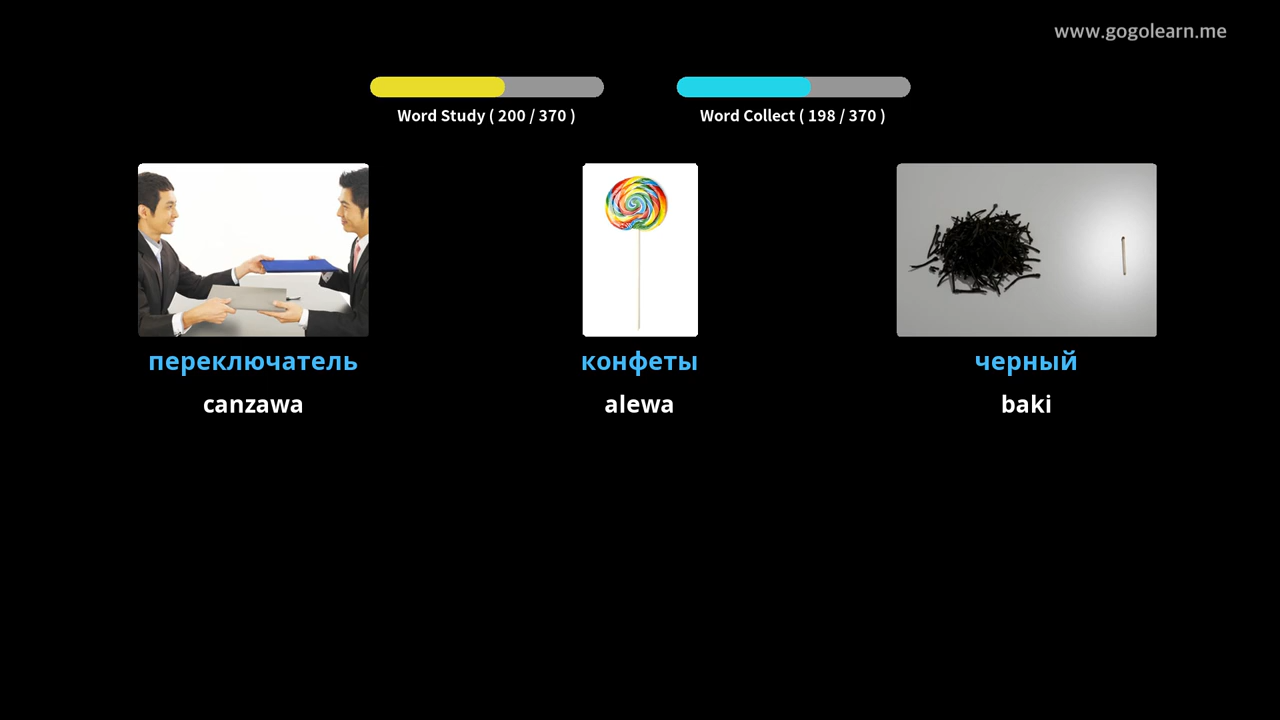 www.gogolearn.me
Word Study ( 200 / 370 )
Word Collect ( 198 / 370 )
переключатель
конфеты
черный
canzawa
alewa
baki